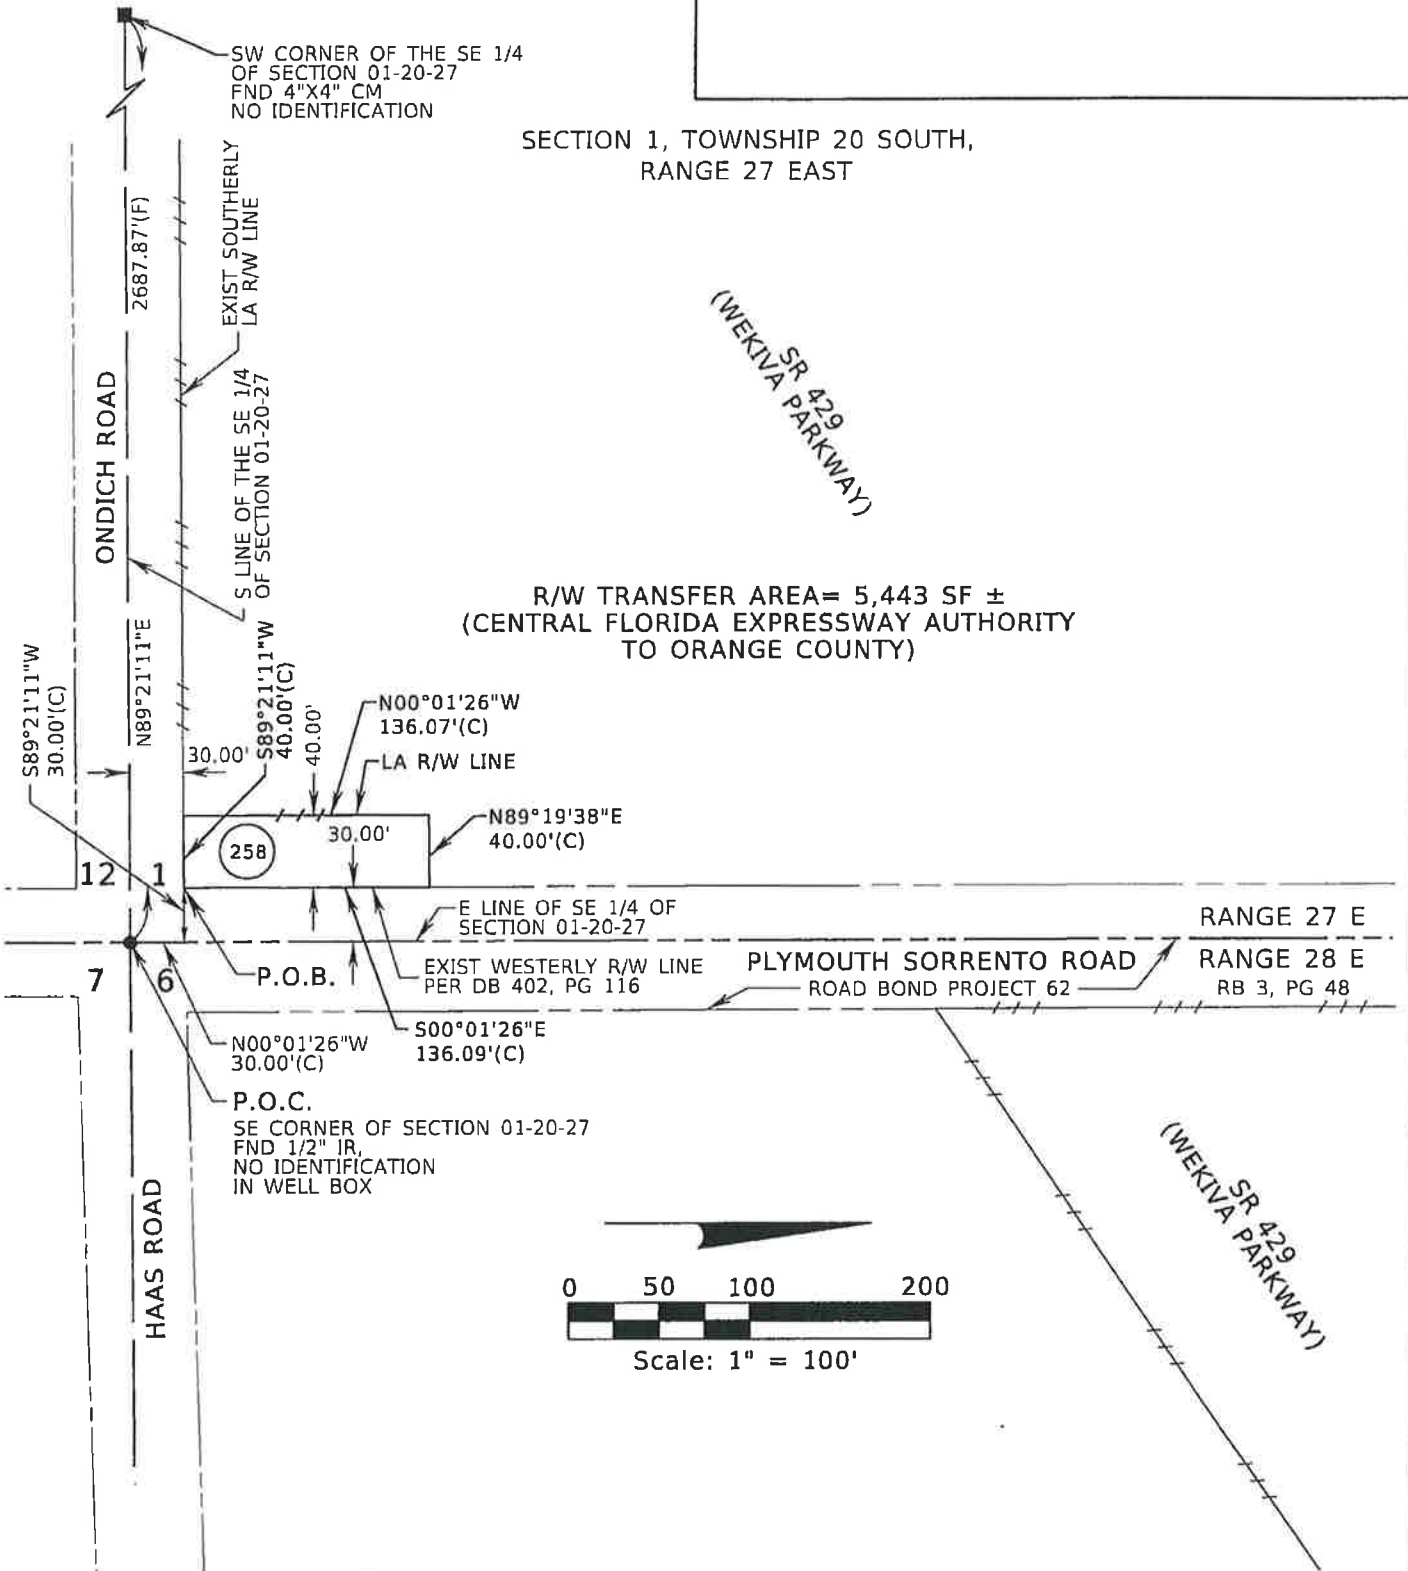 SW CORNER OF THE SE 1/4
OF SECTION 01-20-27
FND 4"X4" CM
NO IDENTIFICATION
SECTION 1, TOWNSHIP 20 SOUTH,
RANGE 27 EAST
2687.87'(F)
EXIST SOUTHERLY
LA R/W LINE
SR 429
(WEKIVA PARKWAY)
ONDICH ROAD
S LINE OF THE SE 1/4
OF SECTION 01-20-27
R/W TRANSFER AREA= 5,443 SF ±
(CENTRAL FLORIDA EXPRESSWAY AUTHORITY
TO ORANGE COUNTY)
S89°21'11"W
30.00'(C)
N89°21'11"E
30.00'
S89°21'11"W
40.00'(C)
40.00'
N00°01'26"W
136.07'(C)
LA R/W LINE
N89°19'38"E
40.00'(C)
30.00'
258
12
1
E LINE OF SE 1/4 OF
SECTION 01-20-27
RANGE 27 E
7
6
P.O.B.
EXIST WESTERLY R/W LINE
PER DB 402, PG 116
PLYMOUTH SORRENTO ROAD
ROAD BOND PROJECT 62
RANGE 28 E
RB 3, PG 48
N00°01'26"W
30.00'(C)
S00°01'26"E
136.09'(C)
P.O.C.
SE CORNER OF SECTION 01-20-27
FND 1/2" IR,
NO IDENTIFICATION
IN WELL BOX
HAAS ROAD
SR 429
(WEKIVA PARKWAY)
0 50 100 200
Scale: 1" = 100'